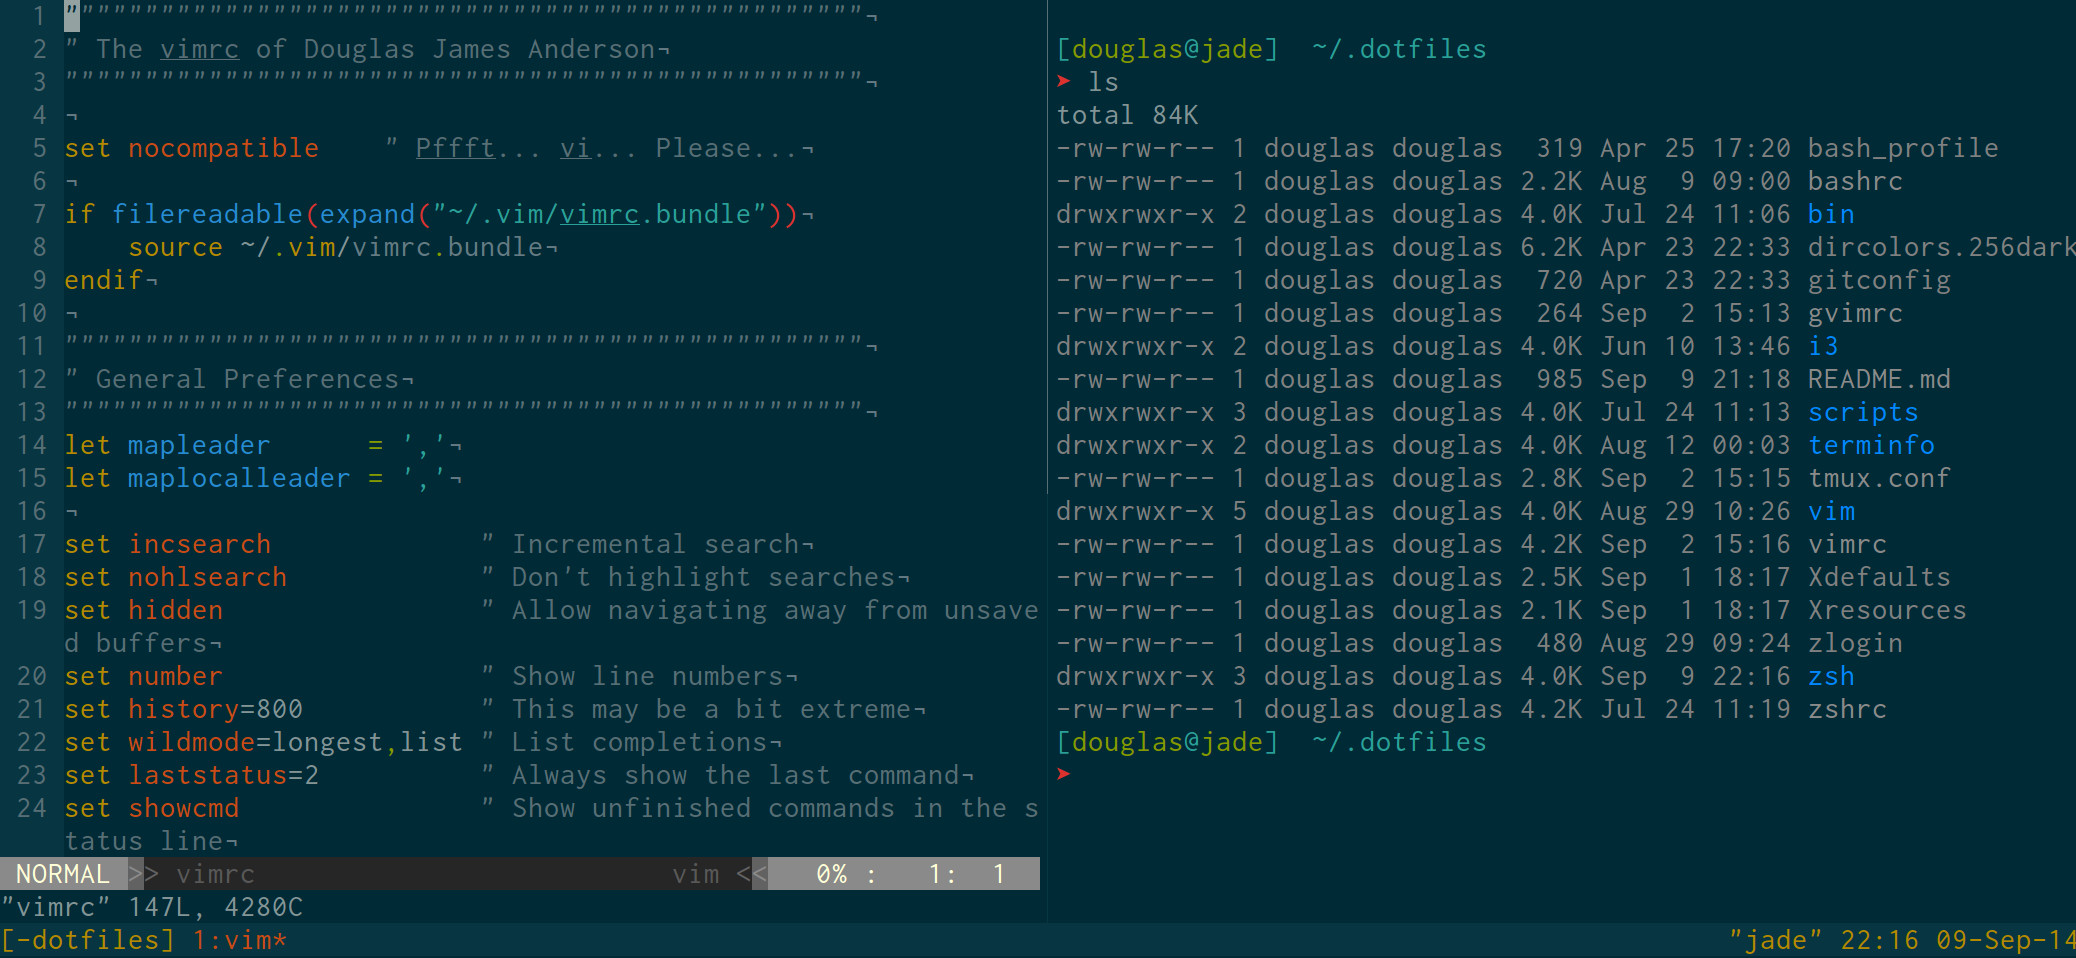 1 """"""""""""""""""""""""""""""""""""""""""""""""""¬
2 " The vimrc of Douglas James Anderson¬
3 """"""""""""""""""""""""""""""""""""""""""""""""""¬
4 ¬
5 set nocompatible    " Pffft... vi... Please...¬
6 ¬
7 if filereadable(expand("~/.vim/vimrc.bundle"))¬
8     source ~/.vim/vimrc.bundle¬
9 endif¬
10 ¬
11 """"""""""""""""""""""""""""""""""""""""""""""""""¬
12 " General Preferences¬
13 """"""""""""""""""""""""""""""""""""""""""""""""""¬
14 let mapleader      = ','¬
15 let maplocalleader = ','¬
16 ¬
17 set incsearch             " Incremental search¬
18 set nohlsearch            " Don't highlight searches¬
19 set hidden                " Allow navigating away from unsave
d buffers¬
20 set number                " Show line numbers¬
21 set history=800           " This may be a bit extreme¬
22 set wildmode=longest,list " List completions¬
23 set laststatus=2          " Always show the last command¬
24 set showcmd               " Show unfinished commands in the s
tatus line¬
NORMAL >> vimrc vim << 0% : 1: 1
"vimrc" 147L, 4280C
[douglas@jade]  ~/.dotfiles
➤ ls
total 84K
-rw-rw-r-- 1 douglas douglas  319 Apr 25 17:20 bash_profile
-rw-rw-r-- 1 douglas douglas 2.2K Aug  9 09:00 bashrc
drwxrwxr-x 2 douglas douglas 4.0K Jul 24 11:06 bin
-rw-rw-r-- 1 douglas douglas 6.2K Apr 23 22:33 dircolors.256dark
-rw-rw-r-- 1 douglas douglas  720 Apr 23 22:33 gitconfig
-rw-rw-r-- 1 douglas douglas  264 Sep  2 15:13 gvimrc
drwxrwxr-x 2 douglas douglas 4.0K Jun 10 13:46 i3
-rw-rw-r-- 1 douglas douglas  985 Sep  9 21:18 README.md
drwxrwxr-x 3 douglas douglas 4.0K Jul 24 11:13 scripts
drwxrwxr-x 2 douglas douglas 4.0K Aug 12 00:03 terminfo
-rw-rw-r-- 1 douglas douglas 2.8K Sep  2 15:15 tmux.conf
drwxrwxr-x 5 douglas douglas 4.0K Aug 29 10:26 vim
-rw-rw-r-- 1 douglas douglas 4.2K Sep  2 15:16 vimrc
-rw-rw-r-- 1 douglas douglas 2.5K Sep  1 18:17 Xdefaults
-rw-rw-r-- 1 douglas douglas 2.1K Sep  1 18:17 Xresources
-rw-rw-r-- 1 douglas douglas  480 Aug 29 09:24 zlogin
drwxrwxr-x 3 douglas douglas 4.0K Sep  9 22:16 zsh
-rw-rw-r-- 1 douglas douglas 4.2K Jul 24 11:19 zshrc
[douglas@jade]  ~/.dotfiles
➤
[-dotfiles] 1:vim* "jade" 22:16 09-Sep-14